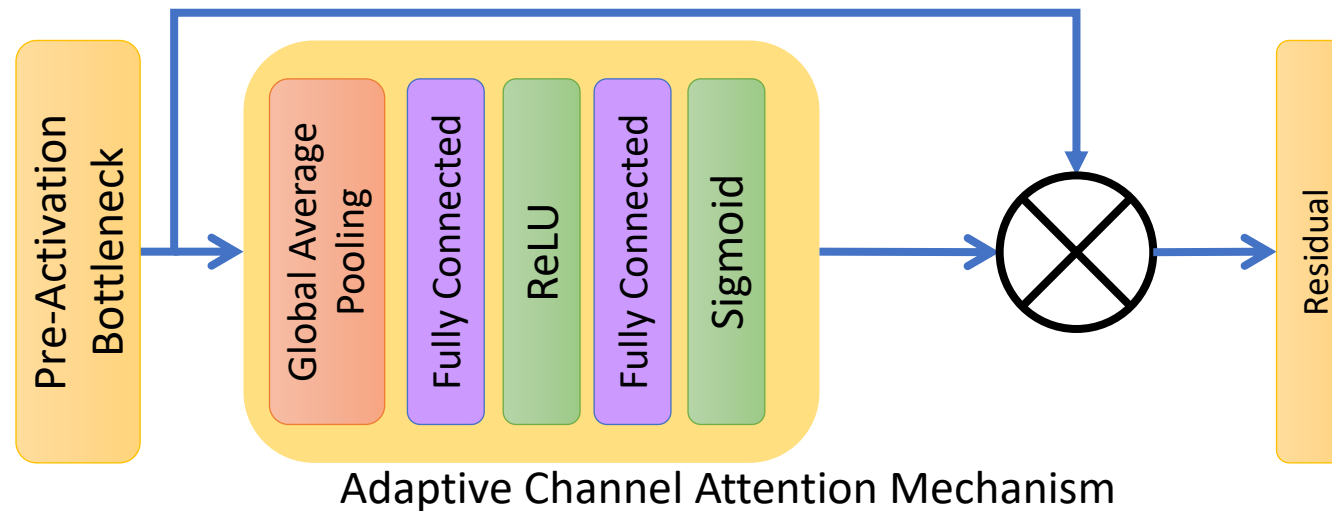 Pre-Activation
Bottleneck
Global Average
Pooling
Fully Connected
ReLU
Fully Connected
Sigmoid
Residual
Adaptive Channel Attention Mechanism